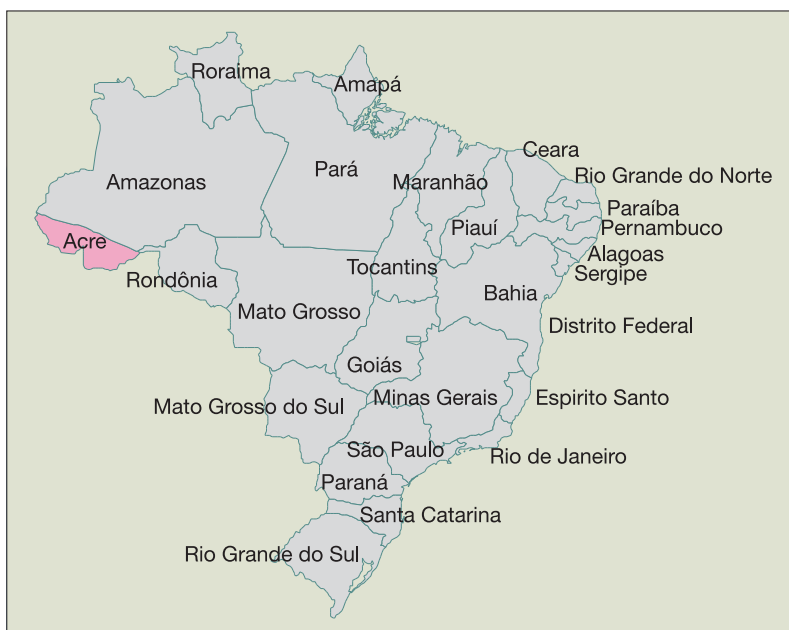 Roraima
Amapá
Ceara
Amazonas
Pará
Maranhão
Rio Grande do Norte
Paraíba
Piauí
Pernambuco
Acre
Alagoas
Tocantins
Sergipe
Rondônia
Bahia
Mato Grosso
Distrito Federal
Goiás
Mato Grosso do Sul
Minas Gerais
Espirito Santo
São Paulo
Rio de Janeiro
Paraná
Santa Catarina
Rio Grande do Sul